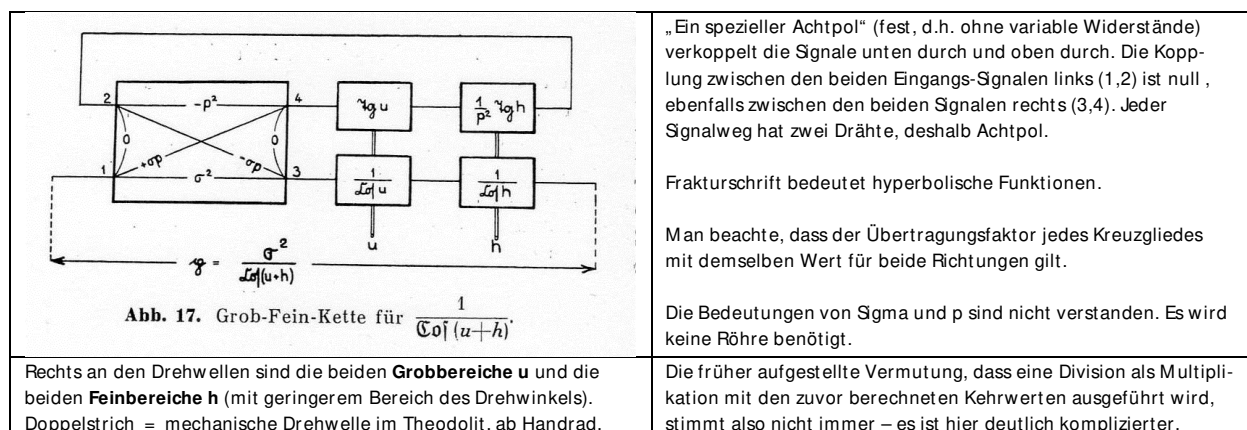 2
−p²
4
𝔗g u
1/p² 𝔗g h
0
0
+σp
−σp
1
σ²
3
1/ℭoſ u
1/ℭoſ h
u
h
= σ²/ℭoſ(u+h)
Abb. 17. Grob-Fein-Kette für 1/ℭoſ (u+h).
„Ein spezieller Achtpol“ (fest, d.h. ohne variable Widerstände)
verkoppelt die Signale unten durch und oben durch. Die Kopp-
lung zwischen den beiden Eingangs-Signalen links (1,2) ist null ,
ebenfalls zwischen den beiden Signalen rechts (3,4). Jeder
Signalweg hat zwei Drähte, deshalb Achtpol.
Frakturschrift bedeutet hyperbolische Funktionen.
Man beachte, dass der Übertragungsfaktor jedes Kreuzgliedes
mit demselben Wert für beide Richtungen gilt.
Die Bedeutungen von Sigma und p sind nicht verstanden. Es wird
keine Röhre benötigt.
Rechts an den Drehwellen sind die beiden Grobbereiche u und die
beiden Feinbereiche h (mit geringerem Bereich des Drehwinkels).
Doppelstrich = mechanische Drehwelle im Theodolit, ab Handrad.
Die früher aufgestellte Vermutung, dass eine Division als Multipli-
kation mit den zuvor berechneten Kehrwerten ausgeführt wird,
stimmt also nicht immer – es ist hier deutlich komplizierter.